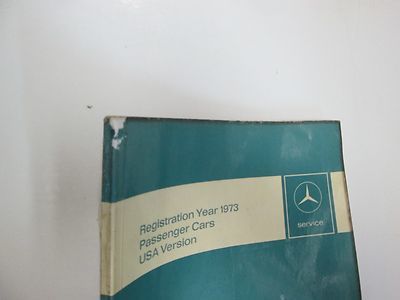 Registration Year 1973
Passenger Cars
USA Version
service